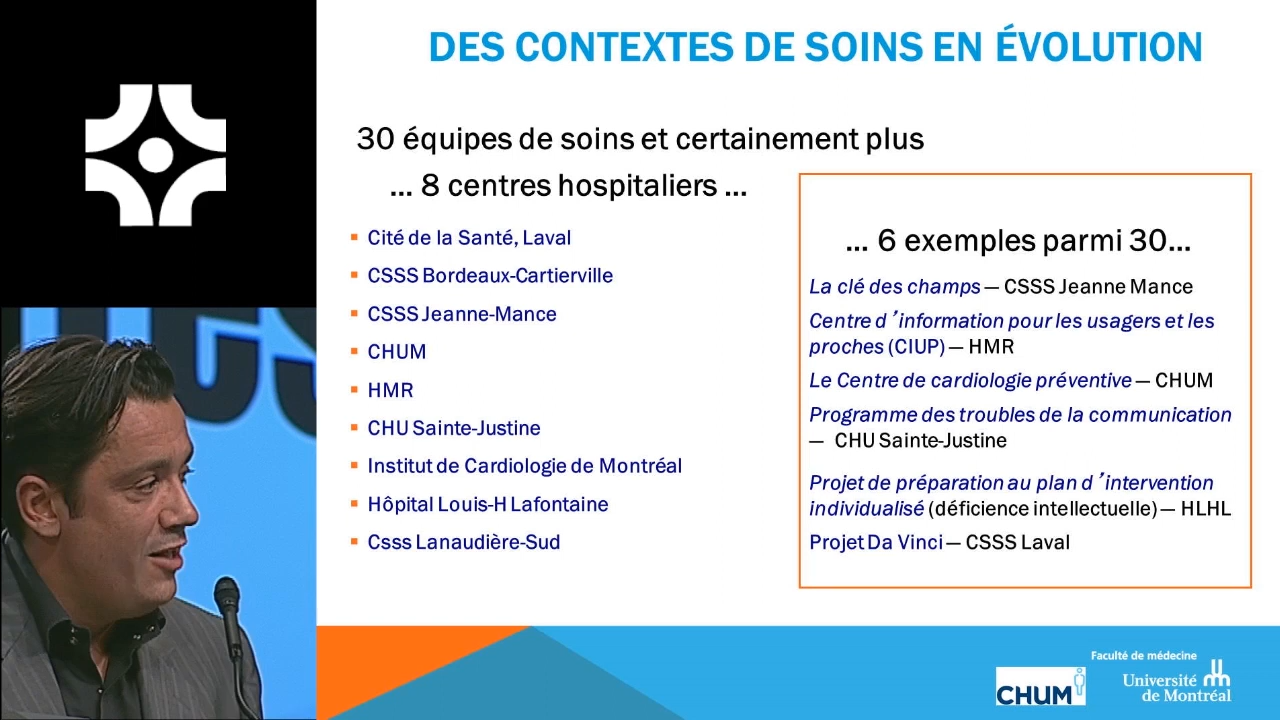 DES CONTEXTES DE SOINS EN ÉVOLUTION
30 équipes de soins et certainement plus
... 8 centres hospitaliers ...
▪ Cité de la Santé, Laval
▪ CSSS Bordeaux-Cartierville
▪ CSSS Jeanne-Mance
▪ CHUM
▪ HMR
▪ CHU Sainte-Justine
▪ Institut de Cardiologie de Montréal
▪ Hôpital Louis-H Lafontaine
▪ Csss Lanaudière-Sud
... 6 exemples parmi 30...
La clé des champs — CSSS Jeanne Mance
Centre d ’information pour les usagers et les
proches (CIUP) — HMR
Le Centre de cardiologie préventive — CHUM
Programme des troubles de la communication
— CHU Sainte-Justine
Projet de préparation au plan d ’intervention
individualisé (déficience intellectuelle) — HLHL
Projet Da Vinci — CSSS Laval
CHUM
Faculté de médecine
Université
de Montréal